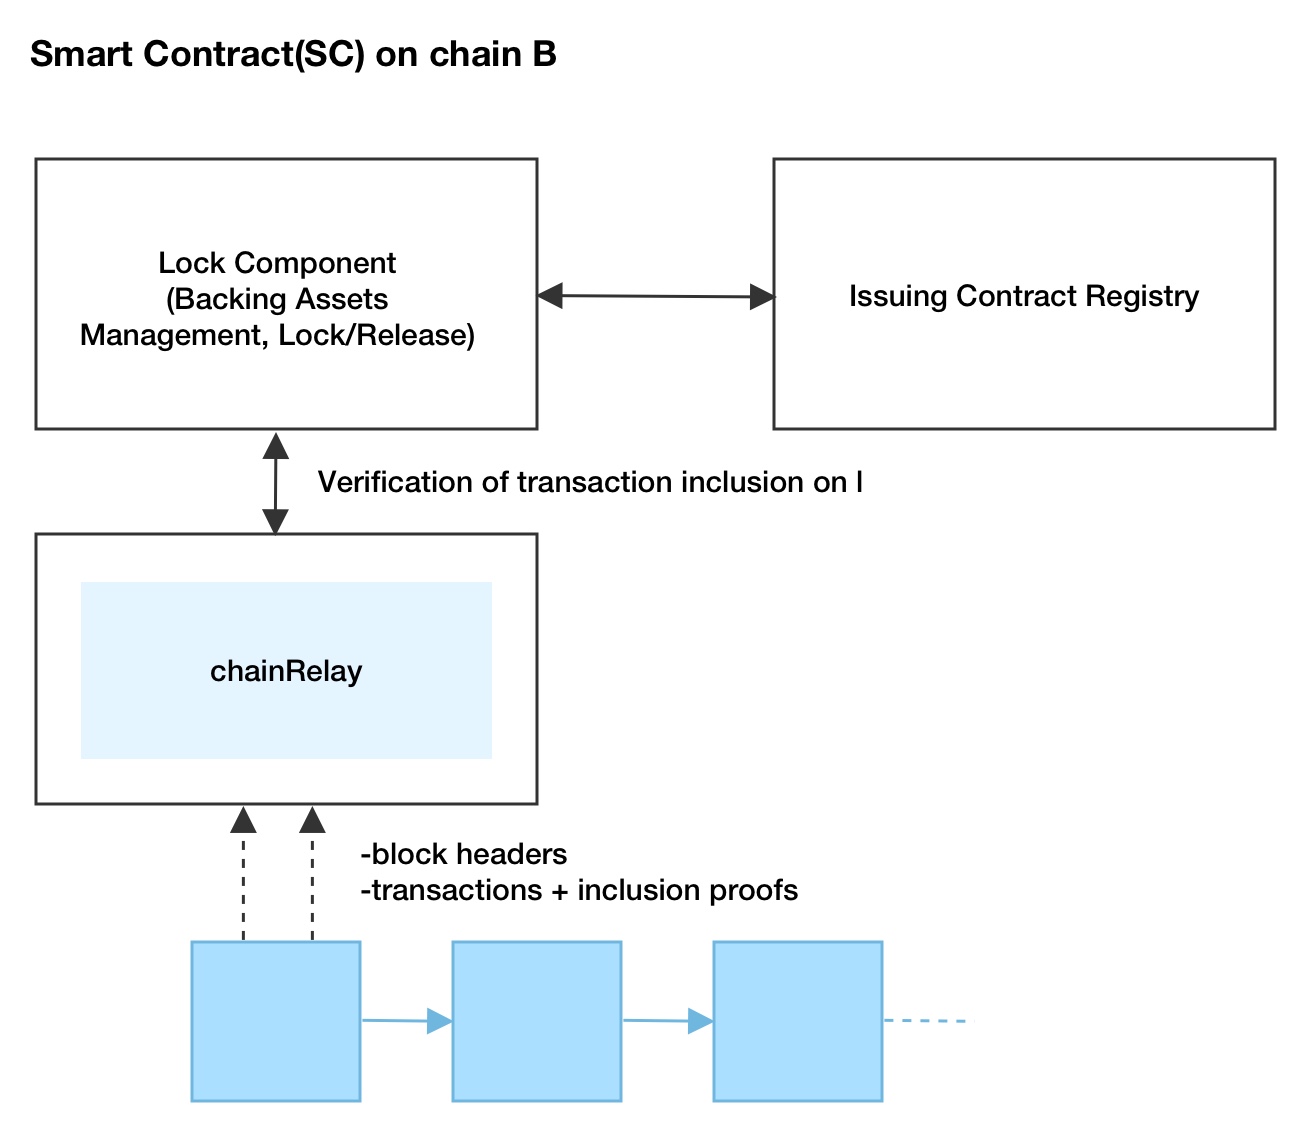 Smart Contract(SC) on chain B
Lock Component
(Backing Assets
Management, Lock/Release)
Issuing Contract Registry
Verification of transaction inclusion on I
chainRelay
-block headers
-transactions + inclusion proofs